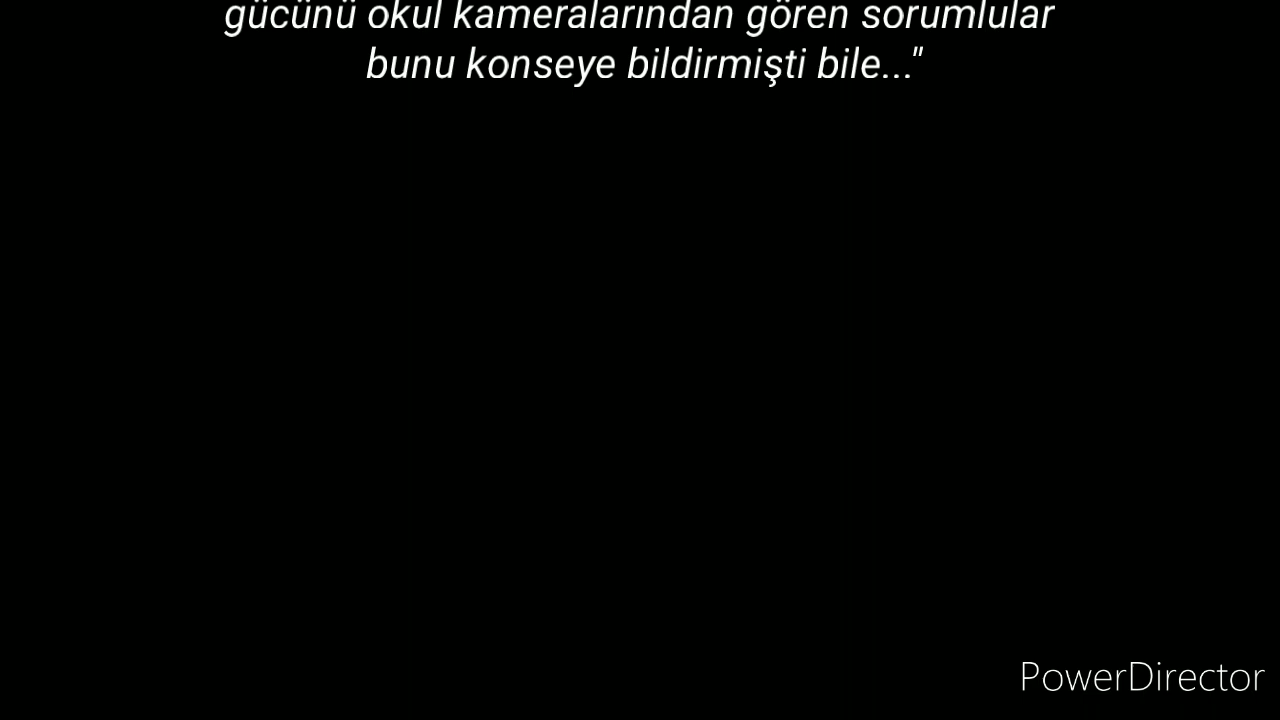 gücünü okul kameralarından gören sorumlular
bunu konseye bildirmişti bile..."
PowerDirector